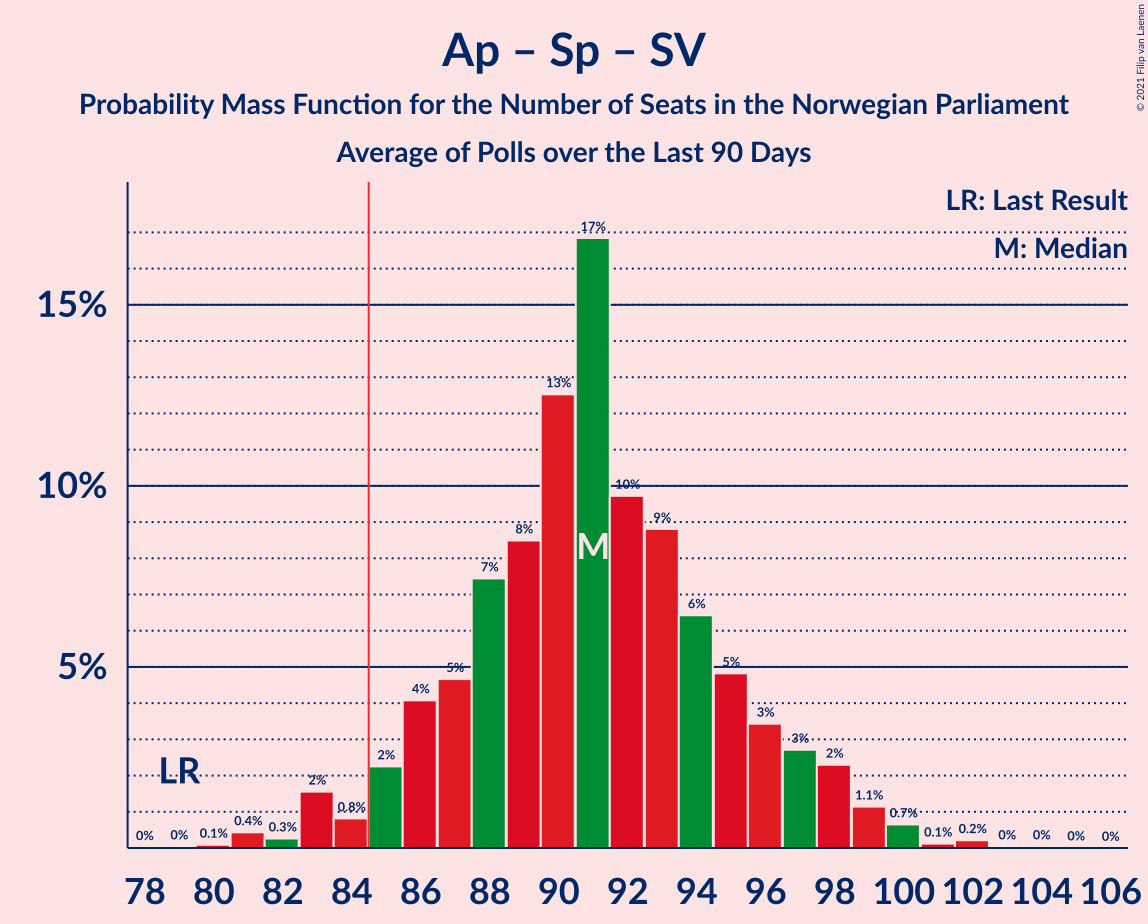 Ap – Sp – SV
Probability Mass Function for the Number of Seats in the Norwegian Parliament
Average of Polls over the Last 90 Days
© 2021 Filip van Laenen
LR: Last Result
M: Median
15%
10%
5%
LR
M
0% 0% 0.1% 0.4% 0.3% 2% 0.8% 2% 4% 5% 7% 8% 13% 17% 10% 9% 6% 5% 3% 3% 2% 1.1% 0.7% 0.1% 0.2% 0% 0% 0% 0%
78 80 82 84 86 88 90 92 94 96 98 100 102 104 106